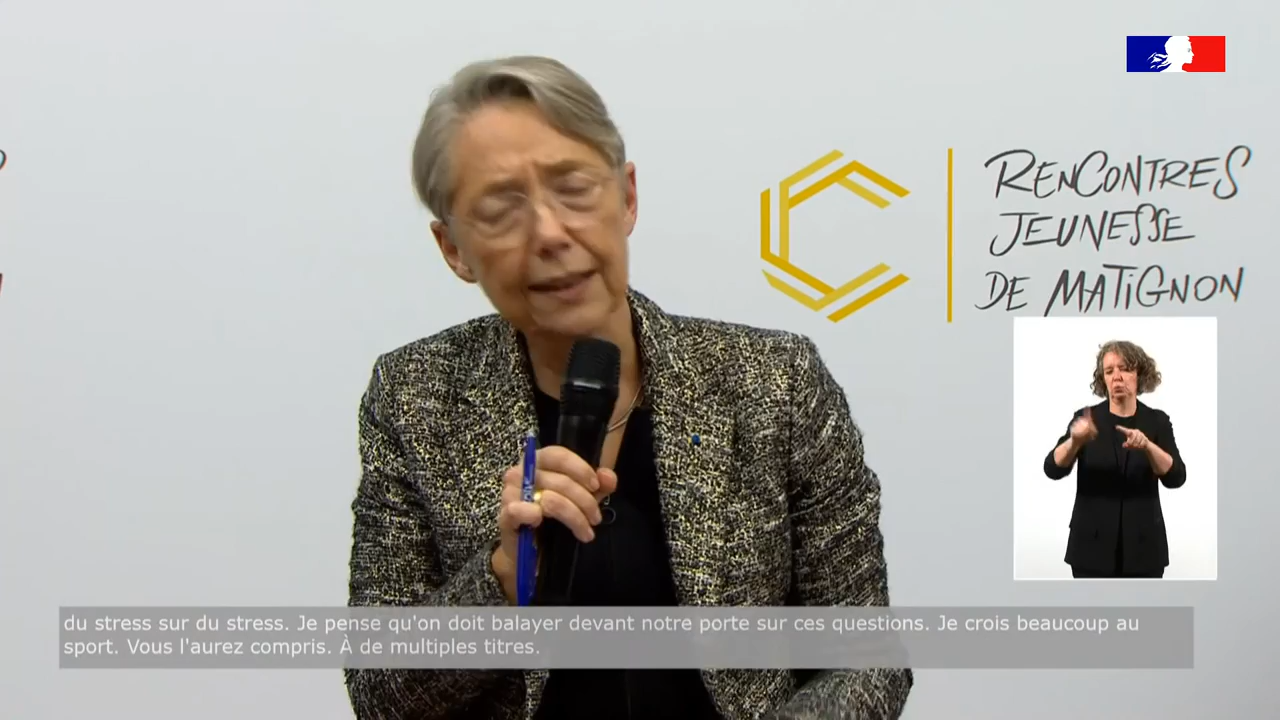 RENCONTRES
JEUNESSE
DE MATIGNON
du stress sur du stress. Je pense qu'on doit balayer devant notre porte sur ces questions. Je crois beaucoup au
sport. Vous l'aurez compris. À de multiples titres.